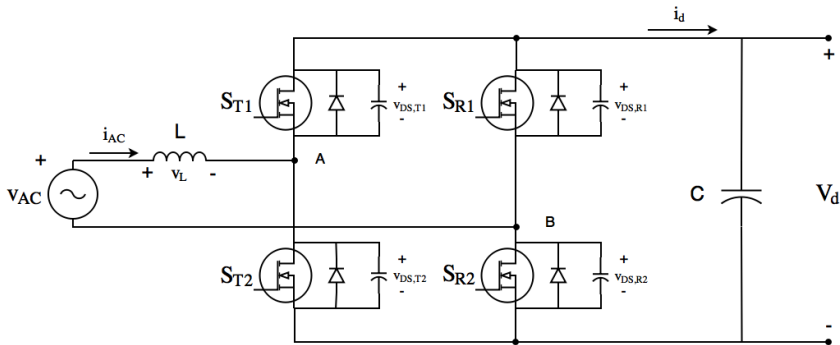 i_d
+
S_T1
+
v_DS,T1
-
S_R1
+
v_DS,R1
-
i_AC
L
+
v_L
-
A
+
v_AC
C
V_d
B
S_T2
+
v_DS,T2
-
S_R2
+
v_DS,R2
-
-